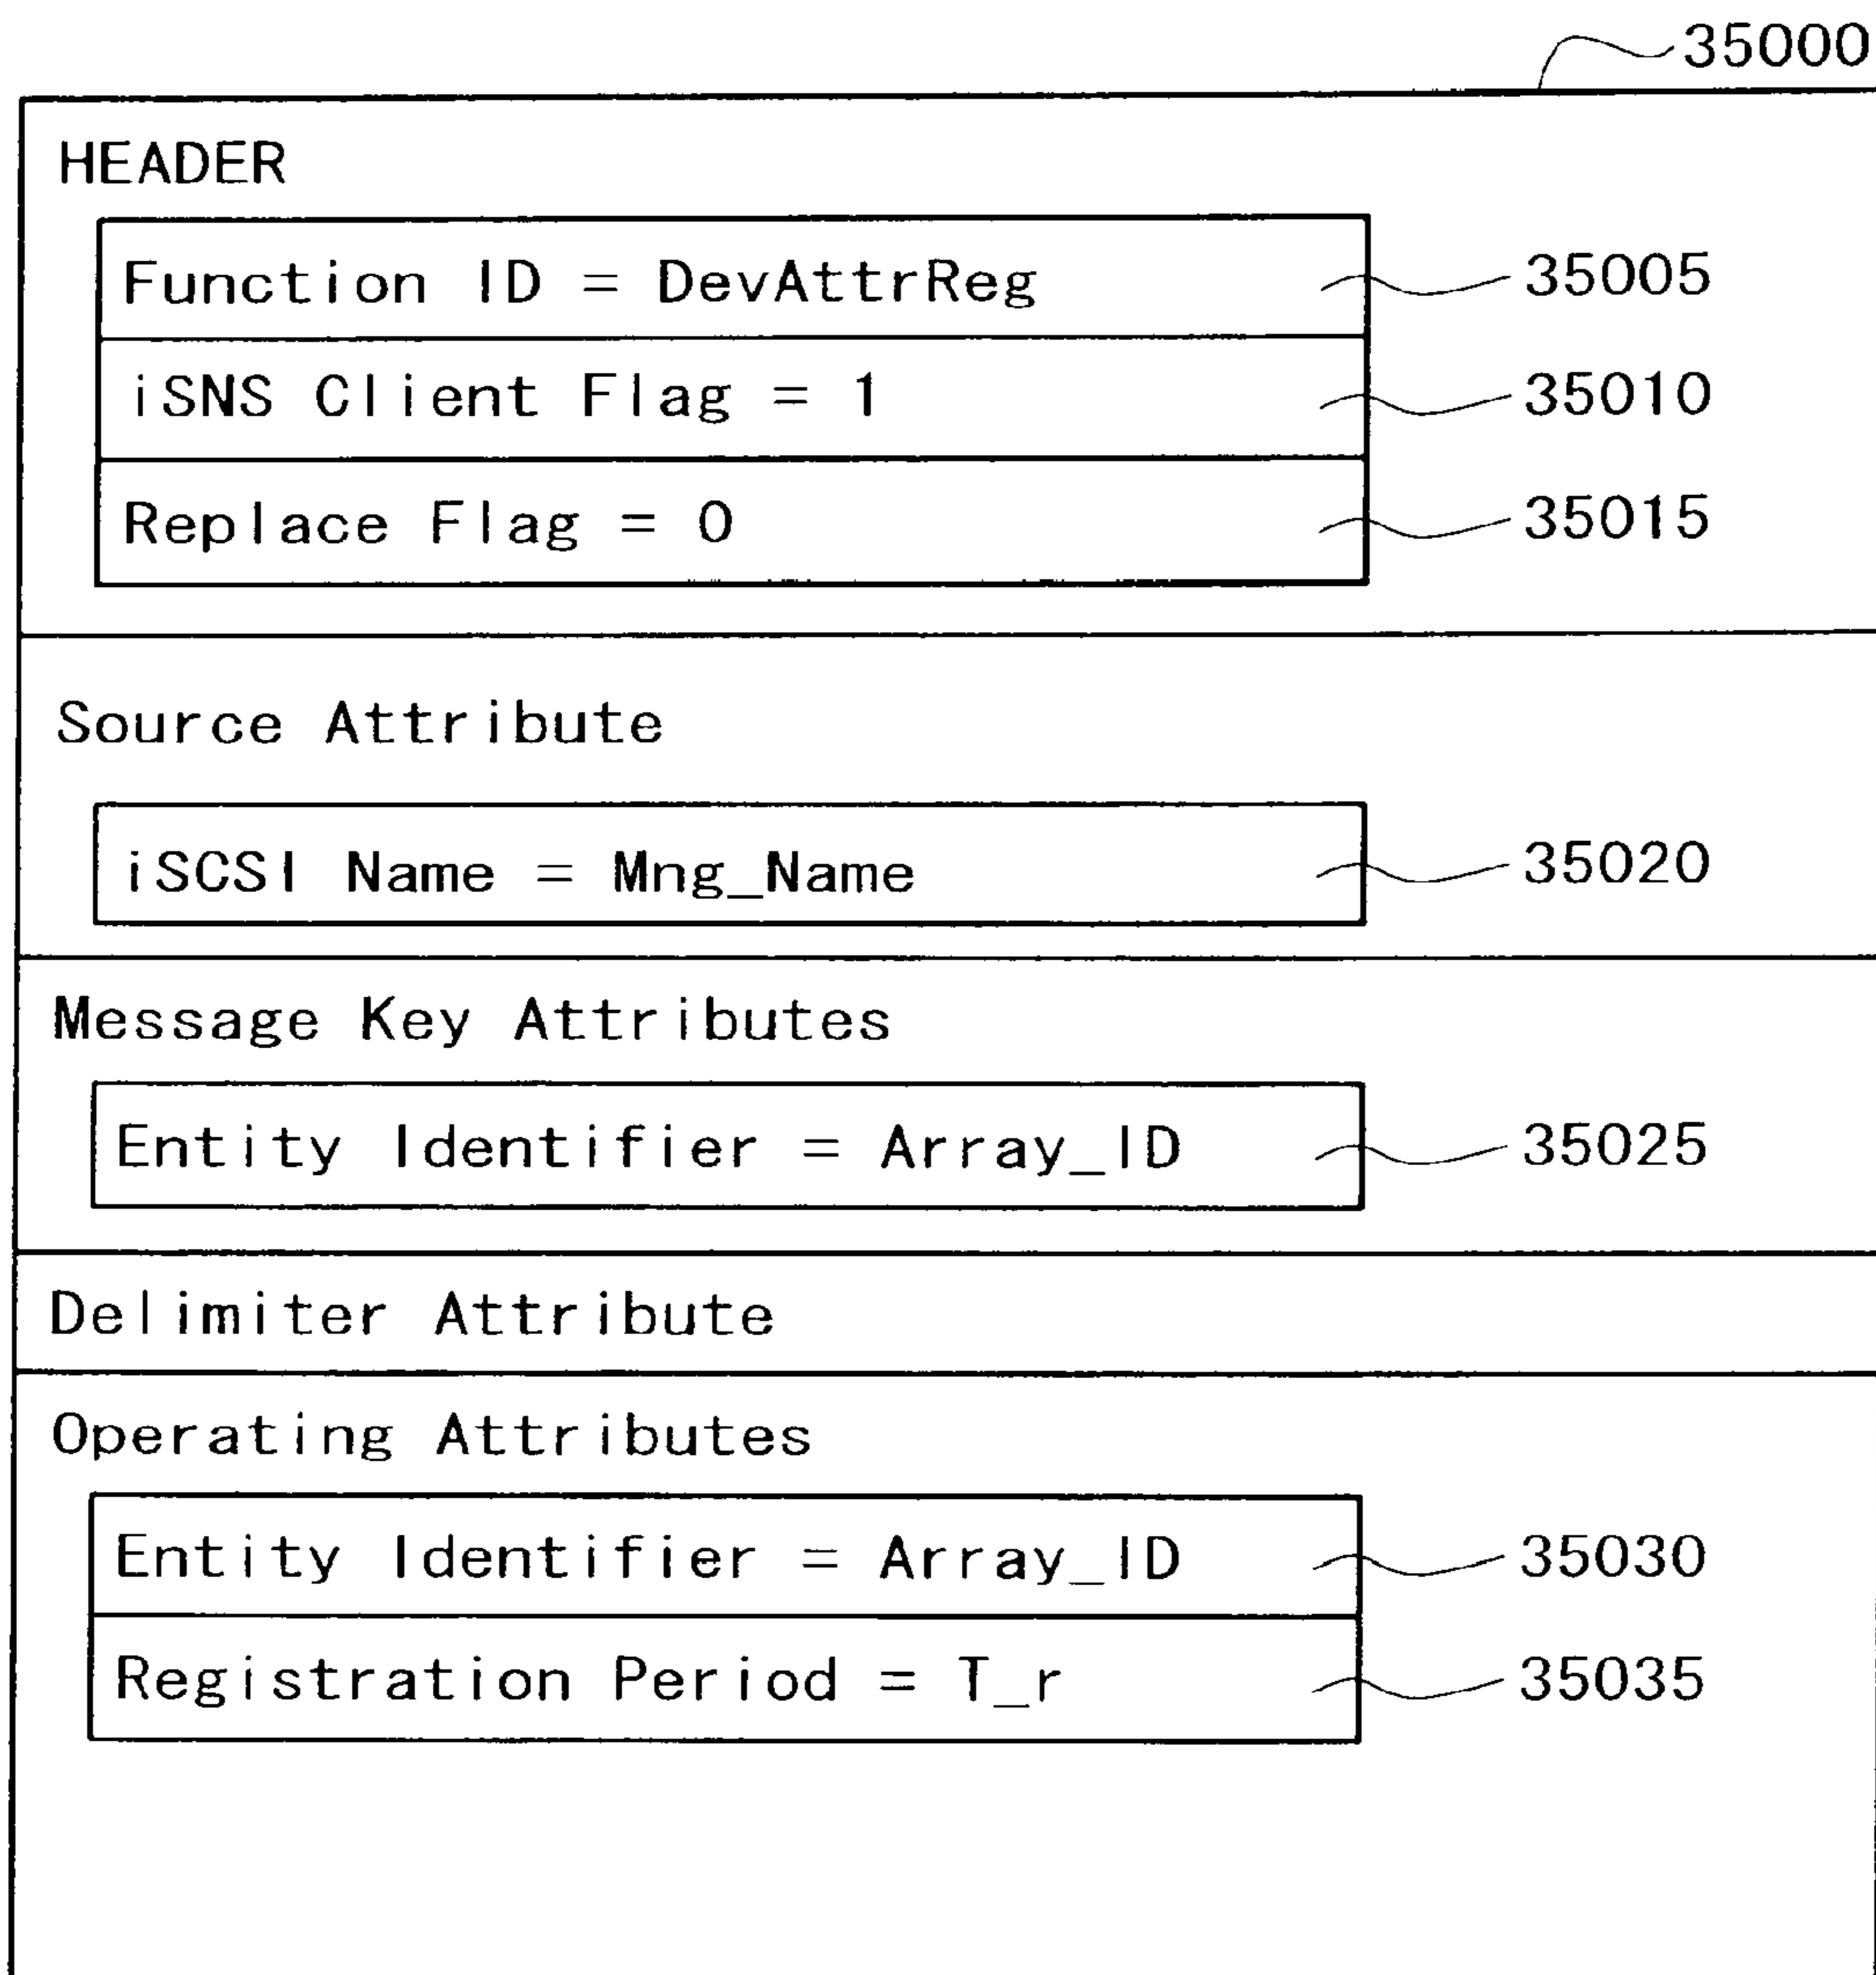 35000
HEADER
Function ID = DevAttrReg 35005
iSNS Client Flag = 1 35010
Replace Flag = 0 35015
Source Attribute
iSCSI Name = Mng_Name 35020
Message Key Attributes
Entity Identifier = Array_ID 35025
Delimiter Attribute
Operating Attributes
Entity Identifier = Array_ID 35030
Registration Period = T_r 35035